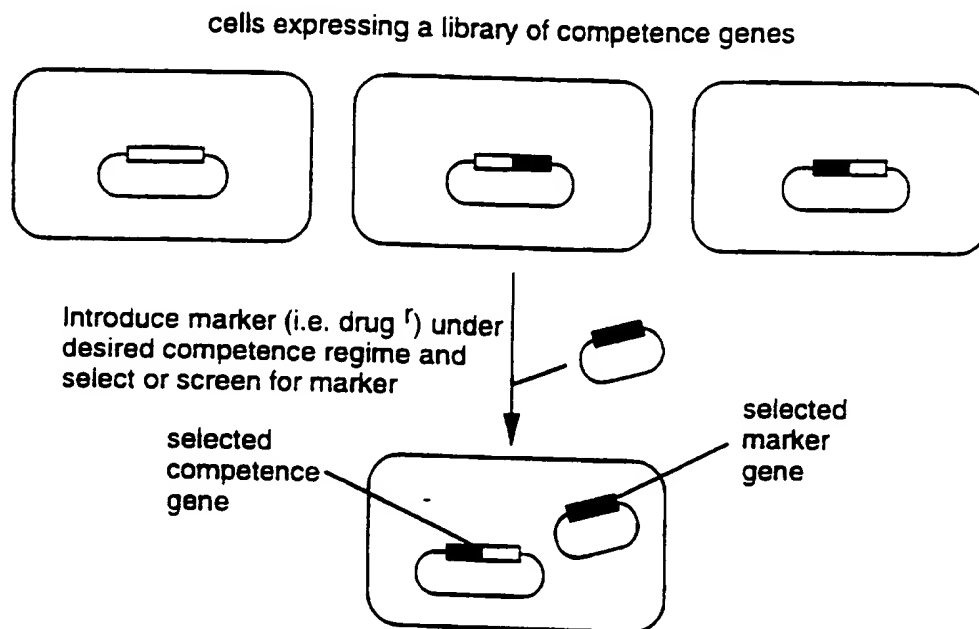 cells expressing a library of competence genes
Introduce marker (i.e. drug r) under
desired competence regime and
select or screen for marker
selected
competence
gene
selected
marker
gene